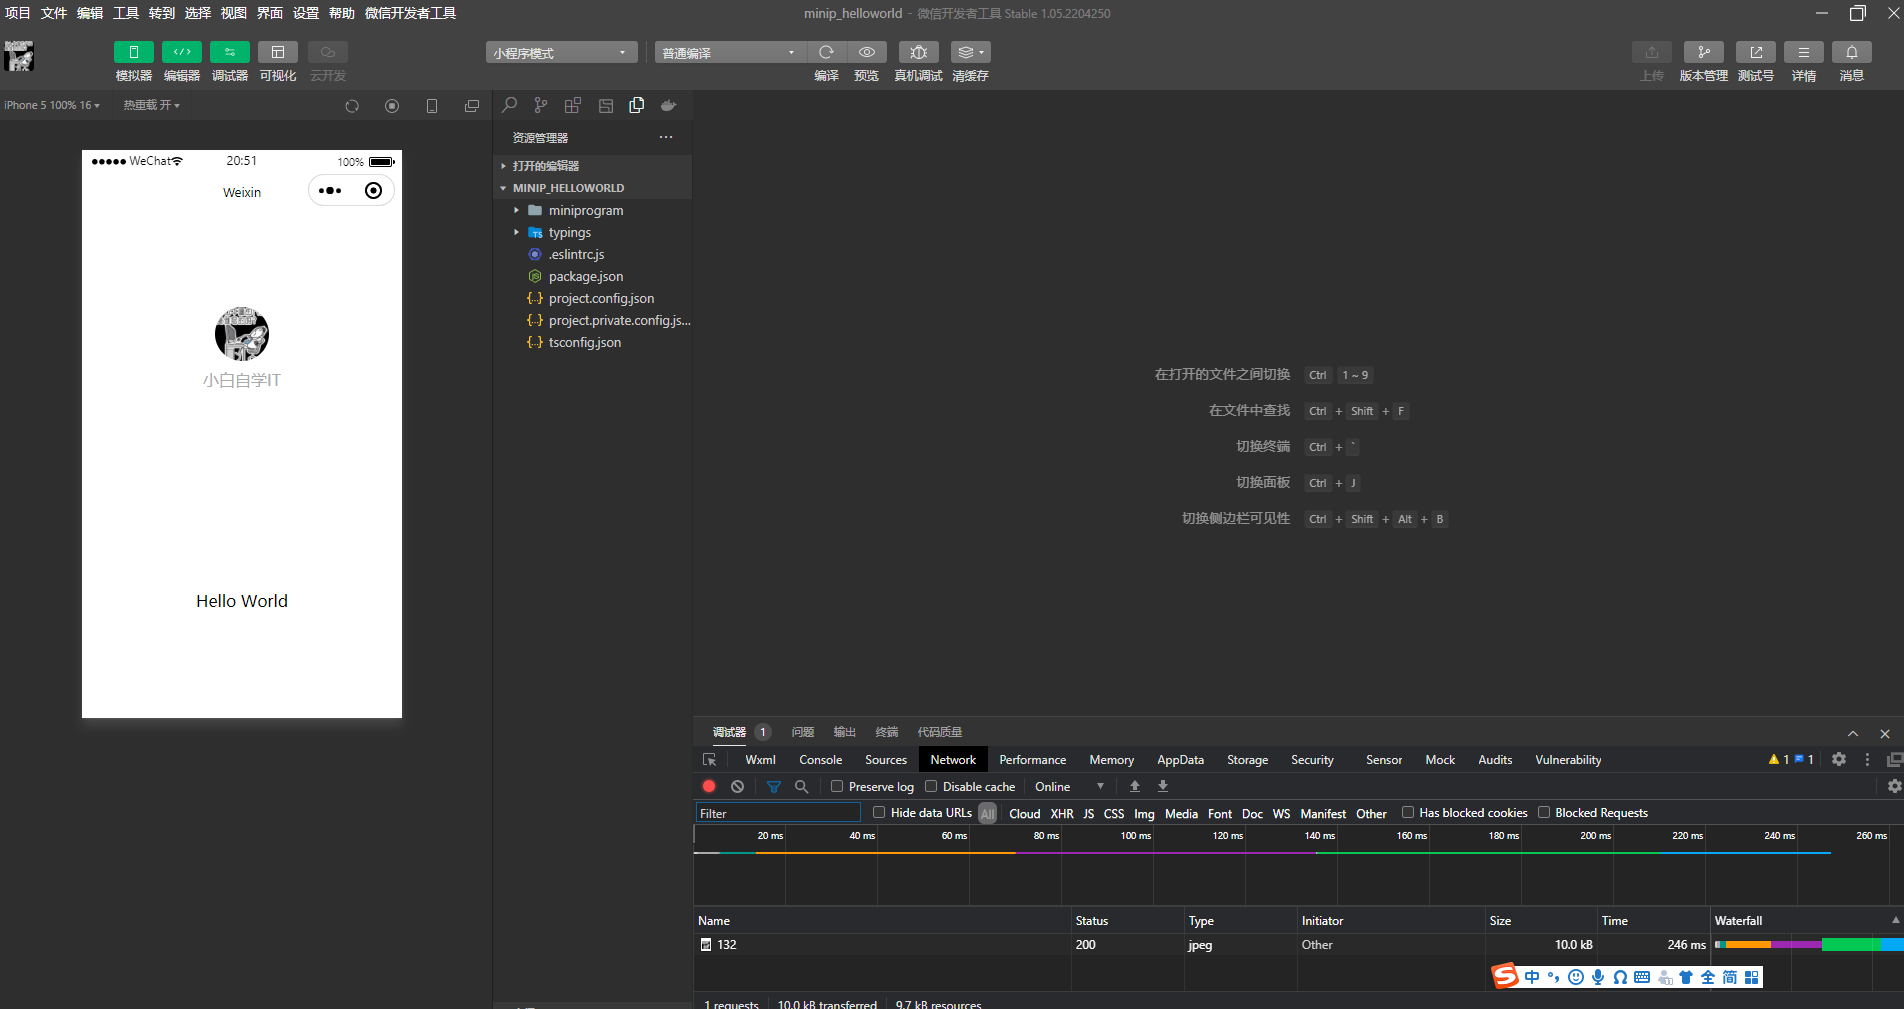 项目 文件 编辑 工具 转到 选择 视图 界面 设置 帮助 微信开发者工具
minip_helloworld - 微信开发者工具 Stable 1.05.2204250
模拟器 编辑器 调试器 可视化 云开发
小程序模式 普通编译
编译 预览 真机调试 清缓存
上传 版本管理 测试号 详情 消息
iPhone 5 100% 16 热重载 开
WeChat 20:51 100%
Weixin
小白自学IT
Hello World
资源管理器 ···
打开的编辑器
MINIP_HELLOWORLD
miniprogram
TS typings
.eslintrc.js
JS package.json
{..} project.config.json
{..} project.private.config.js...
{..} tsconfig.json
在打开的文件之间切换 Ctrl 1 ~ 9
在文件中查找 Ctrl + Shift + F
切换终端 Ctrl + `
切换面板 Ctrl + J
切换侧边栏可见性 Ctrl + Shift + Alt + B
调试器 1 问题 输出 终端 代码质量
Wxml Console Sources Network Performance Memory AppData Storage Security Sensor Mock Audits Vulnerability 1 1
Preserve log Disable cache Online
Filter Hide data URLs All Cloud XHR JS CSS Img Media Font Doc WS Manifest Other Has blocked cookies Blocked Requests
20 ms 40 ms 60 ms 80 ms 100 ms 120 ms 140 ms 160 ms 180 ms 200 ms 220 ms 240 ms 260 ms
Name Status Type Initiator Size Time Waterfall
132 200 jpeg Other 10.0 kB 246 ms
S 中 °, 全 简
1 requests 10.0 kB transferred 9.7 kB resources